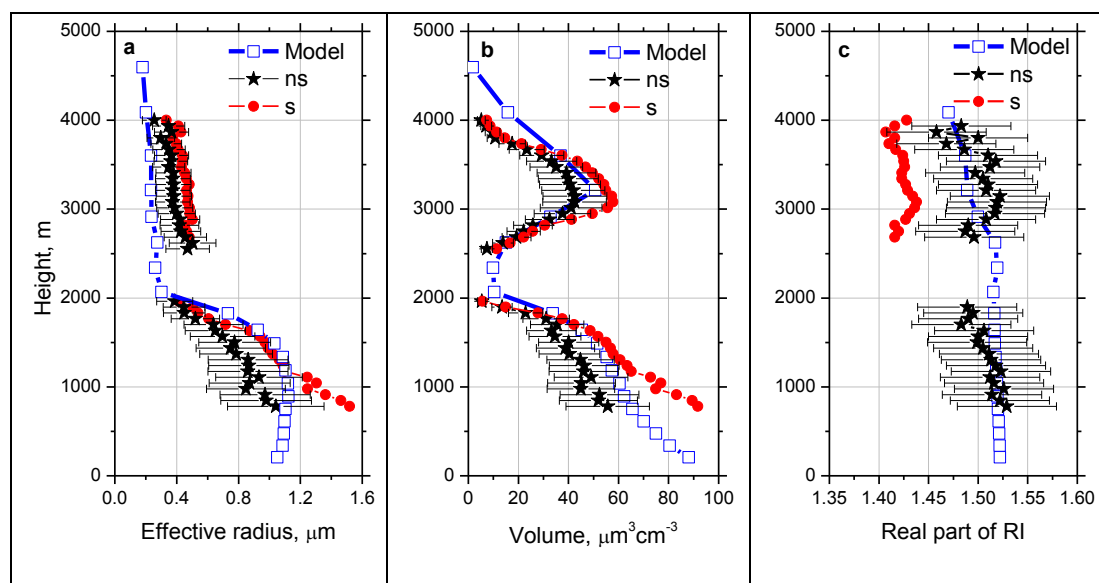 a
Model
ns
s
5000
4000
3000
2000
1000
0
Height, m
0.0 0.4 0.8 1.2 1.6
Effective radius, μm
b
Model
ns
s
5000
4000
3000
2000
1000
0
0 20 40 60 80 100
Volume, μm³cm⁻³
c
Model
ns
s
5000
4000
3000
2000
1000
0
1.35 1.40 1.45 1.50 1.55 1.60
Real part of RI